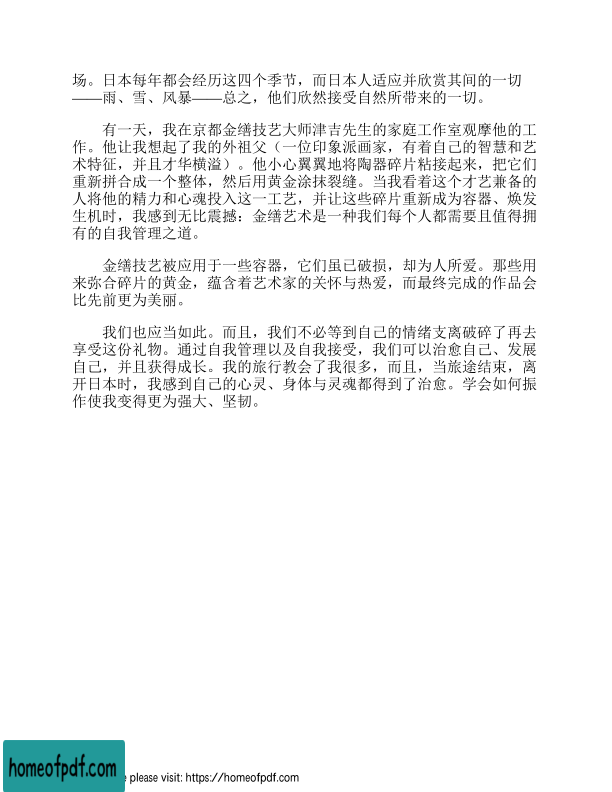 场。日本每年都会经历这四个季节，而日本人适应并欣赏其间的一切
——雨、雪、风暴——总之，他们欣然接受自然所带来的一切。
有一天，我在京都金缮技艺大师津吉先生的家庭工作室观摩他的工
作。他让我想起了我的外祖父（一位印象派画家，有着自己的智慧和艺
术特征，并且才华横溢）。他小心翼翼地将陶器碎片粘接起来，把它们
重新拼合成一个整体，然后用黄金涂抹裂缝。当我看着这个才艺兼备的
人将他的精力和心魂投入这一工艺，并让这些碎片重新成为容器、焕发
生机时，我感到无比震撼：金缮艺术是一种我们每个人都需要且值得拥
有的自我管理之道。
金缮技艺被应用于一些容器，它们虽已破损，却为人所爱。那些用
来弥合碎片的黄金，蕴含着艺术家的关怀与热爱，而最终完成的作品会
比先前更为美丽。
我们也应当如此。而且，我们不必等到自己的情绪支离破碎了再去
享受这份礼物。通过自我管理以及自我接受，我们可以治愈自己、发展
自己，并且获得成长。我的旅行教会了我很多，而且，当旅途结束，离
开日本时，我感到自己的心灵、身体与灵魂都得到了治愈。学会如何振
作使我变得更为强大、坚韧。
homeofpdf.com
e please visit: https://homeofpdf.com